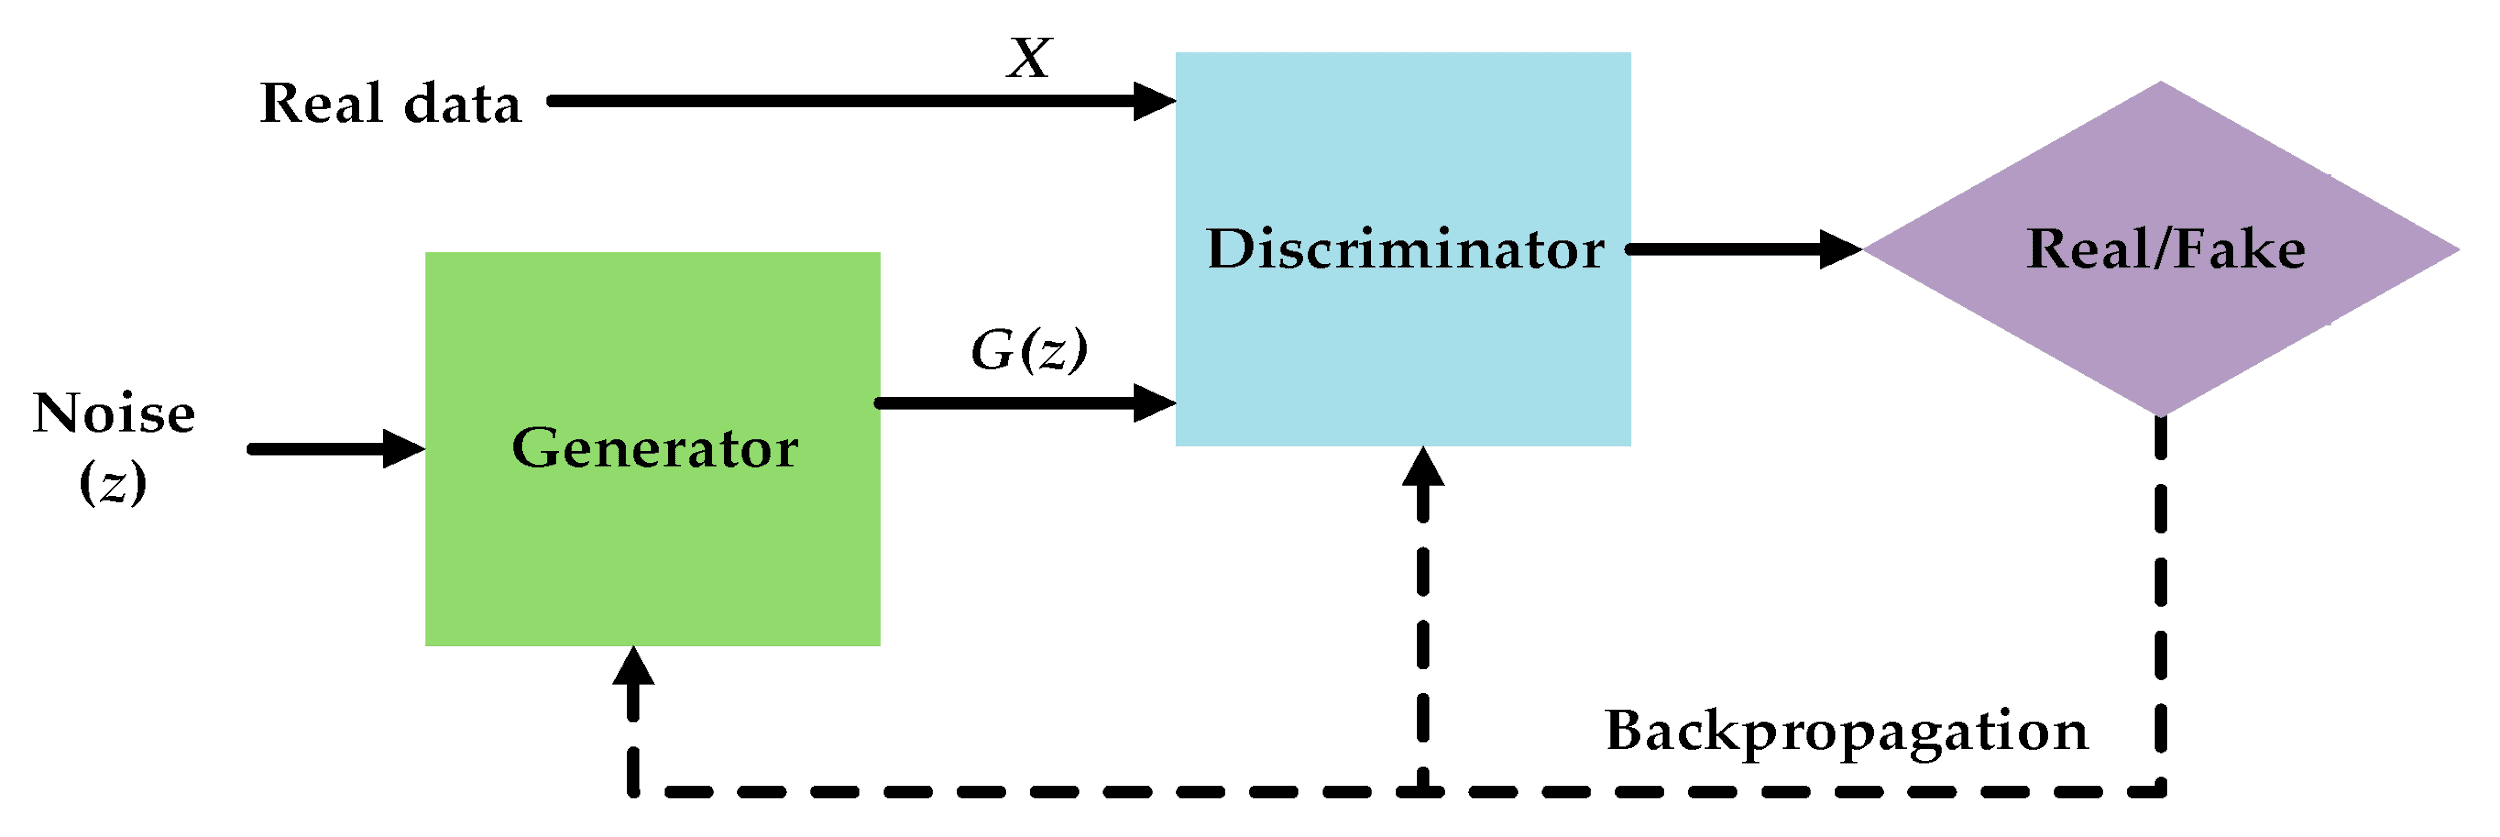 Real data
X
Discriminator
Real/Fake
Noise
(z)
Generator
G(z)
Backpropagation